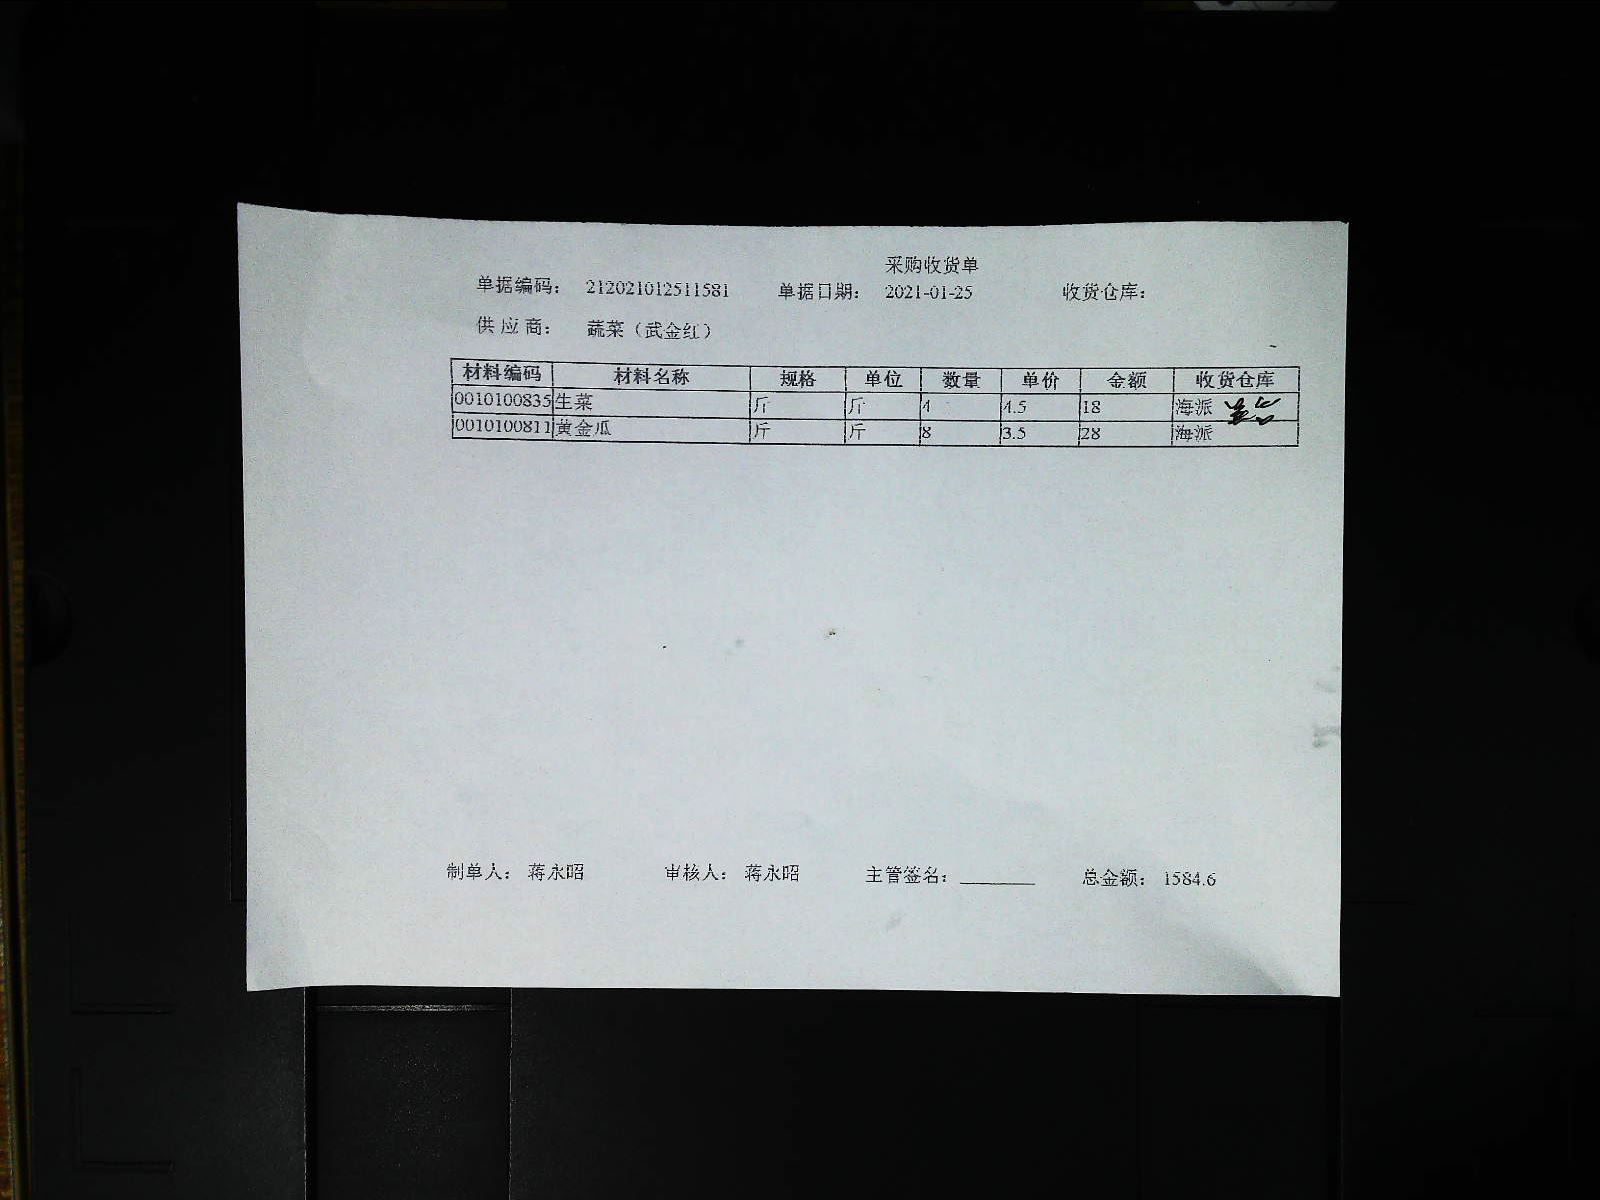 采购收货单
单据编码： 212021012511581 单据日期： 2021-01-25 收货仓库：
供 应 商： 蔬菜（武金红）
材料编码 材料名称 规格 单位 数量 单价 金额 收货仓库
0010100835 生菜 斤 斤 4 4.5 18 海派
0010100811 黄金瓜 斤 斤 8 3.5 28 海派
制单人： 蒋永昭 审核人： 蒋永昭 主管签名：________ 总金额： 1584.6